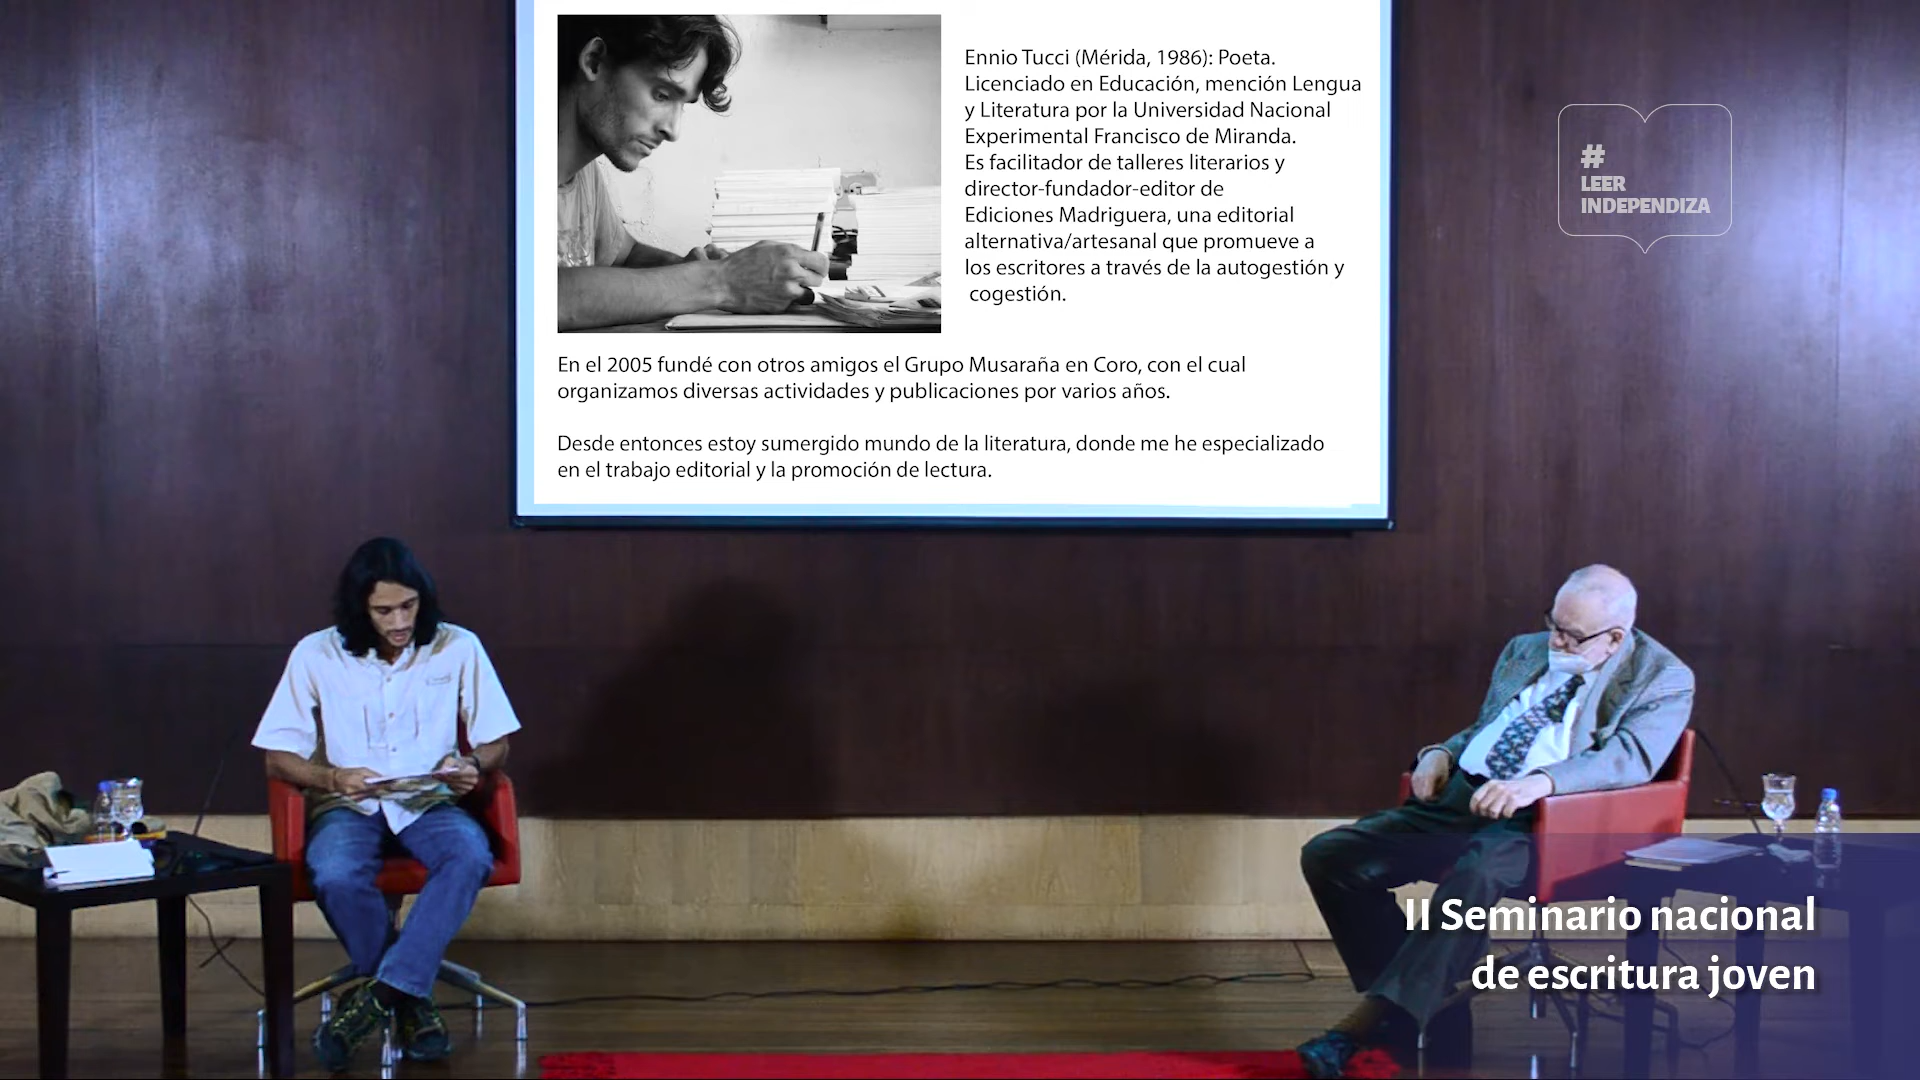 Ennio Tucci (Mérida, 1986): Poeta.
Licenciado en Educación, mención Lengua
y Literatura por la Universidad Nacional
Experimental Francisco de Miranda.
Es facilitador de talleres literarios y
director-fundador-editor de
Ediciones Madriguera, una editorial
alternativa/artesanal que promueve a
los escritores a través de la autogestión y
cogestión.
En el 2005 fundé con otros amigos el Grupo Musaraña en Coro, con el cual
organizamos diversas actividades y publicaciones por varios años.
Desde entonces estoy sumergido mundo de la literatura, donde me he especializado
en el trabajo editorial y la promoción de lectura.
#
LEER
INDEPENDIZA
II Seminario nacional
de escritura joven